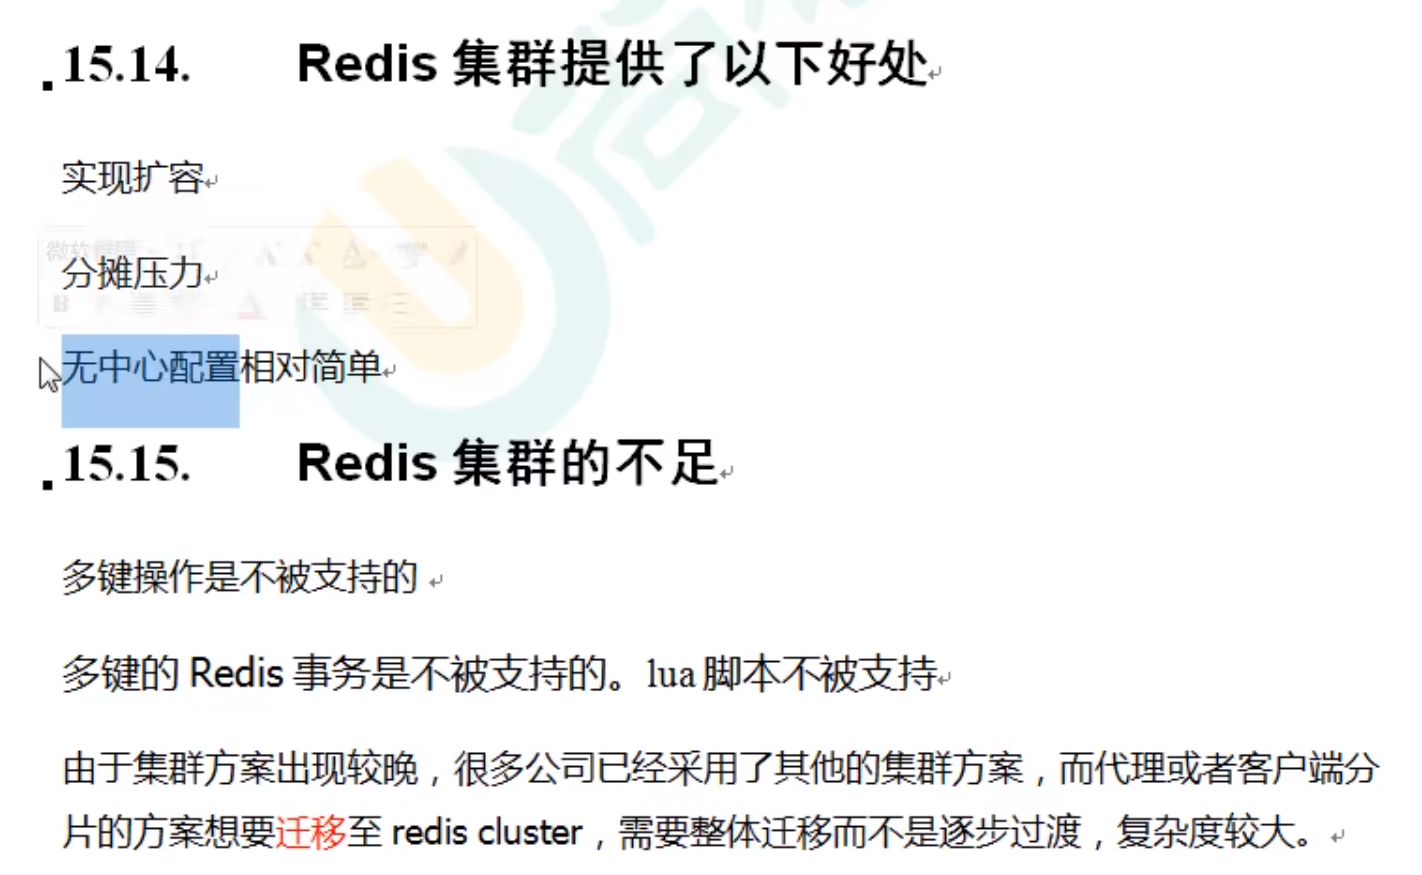 15.14. Redis 集群提供了以下好处
实现扩容
分摊压力
无中心配置相对简单
15.15. Redis 集群的不足
多键操作是不被支持的
多键的 Redis 事务是不被支持的。lua 脚本不被支持
由于集群方案出现较晚，很多公司已经采用了其他的集群方案，而代理或者客户端分
片的方案想要迁移至 redis cluster，需要整体迁移而不是逐步过渡，复杂度较大。